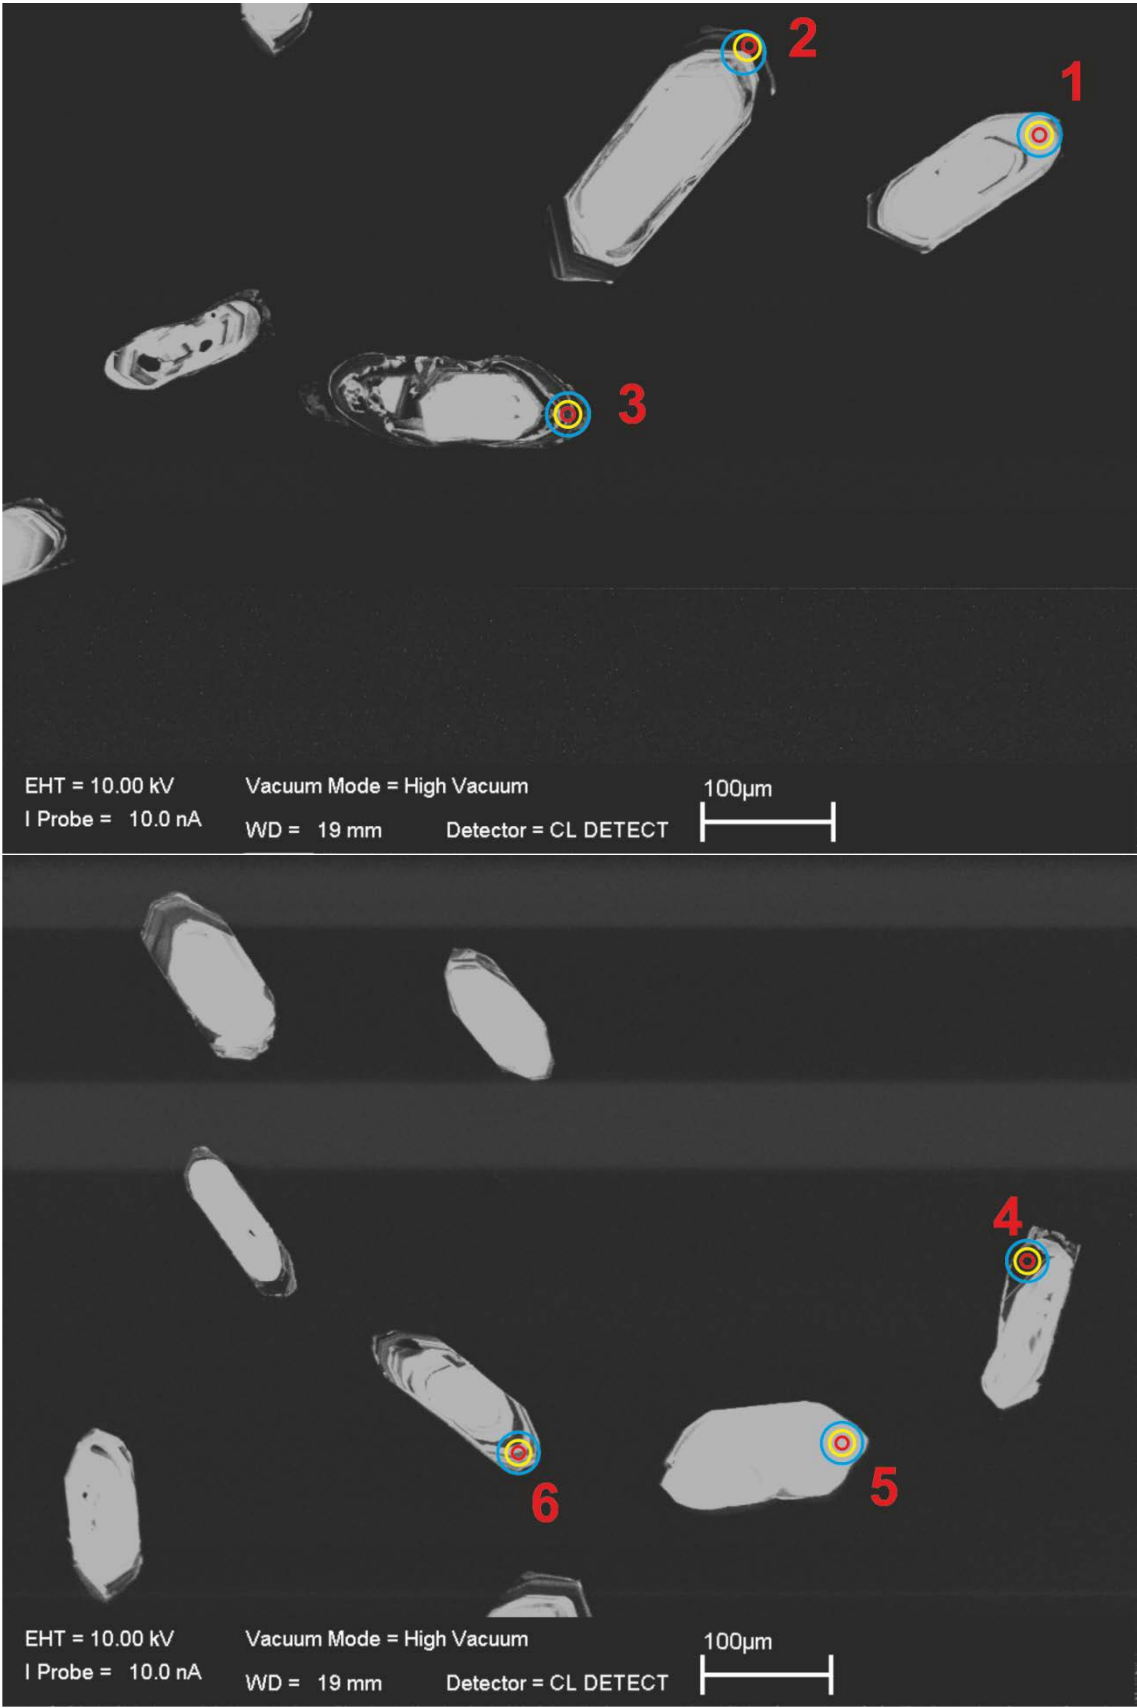 2
1
3
EHT = 10.00 kV
Vacuum Mode = High Vacuum
100µm
I Probe = 10.0 nA
WD = 19 mm
Detector = CL DETECT
4
6
5
EHT = 10.00 kV
Vacuum Mode = High Vacuum
100µm
I Probe = 10.0 nA
WD = 19 mm
Detector = CL DETECT